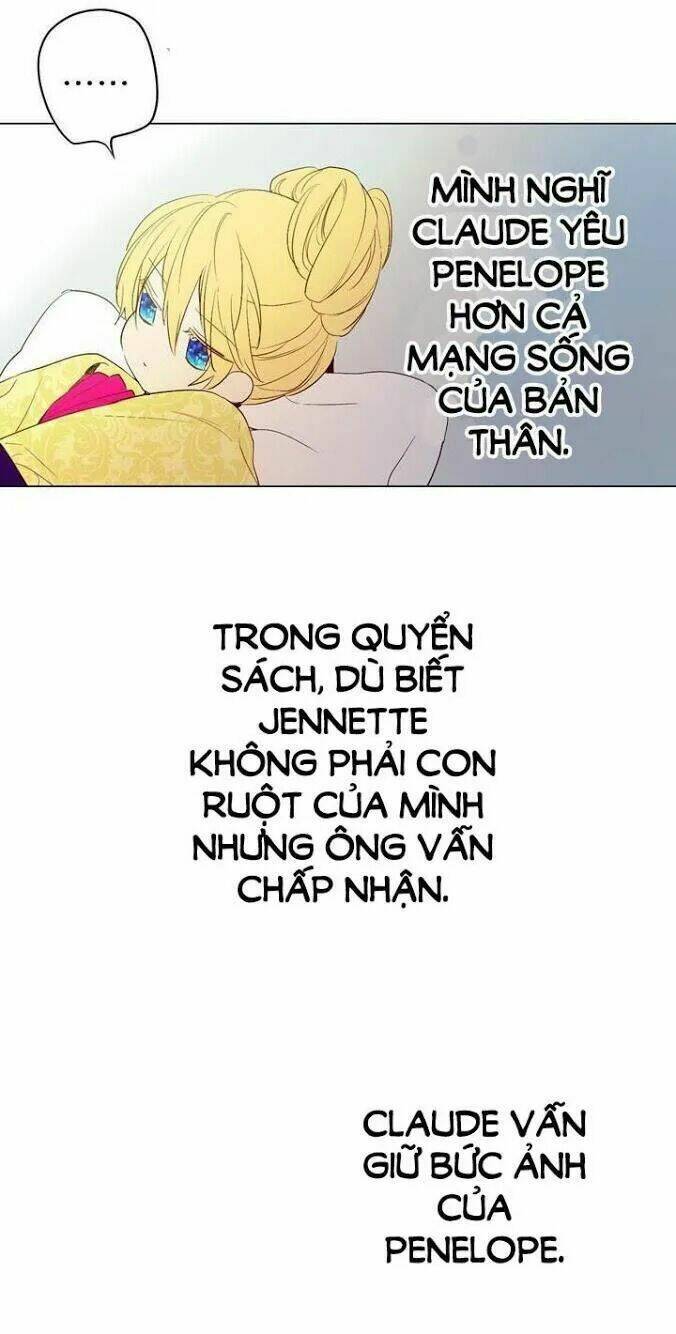 ......
MÌNH NGHĨ
CLAUDE YÊU
PENELOPE
HƠN CẢ
MẠNG SỐNG
CỦA BẢN
THÂN.
TRONG QUYỂN
SÁCH, DÙ BIẾT
JENNETTE
KHÔNG PHẢI CON
RUỘT CỦA MÌNH
NHƯNG ÔNG VẪN
CHẤP NHẬN.
CLAUDE VẪN
GIỮ BỨC ẢNH
CỦA
PENELOPE.